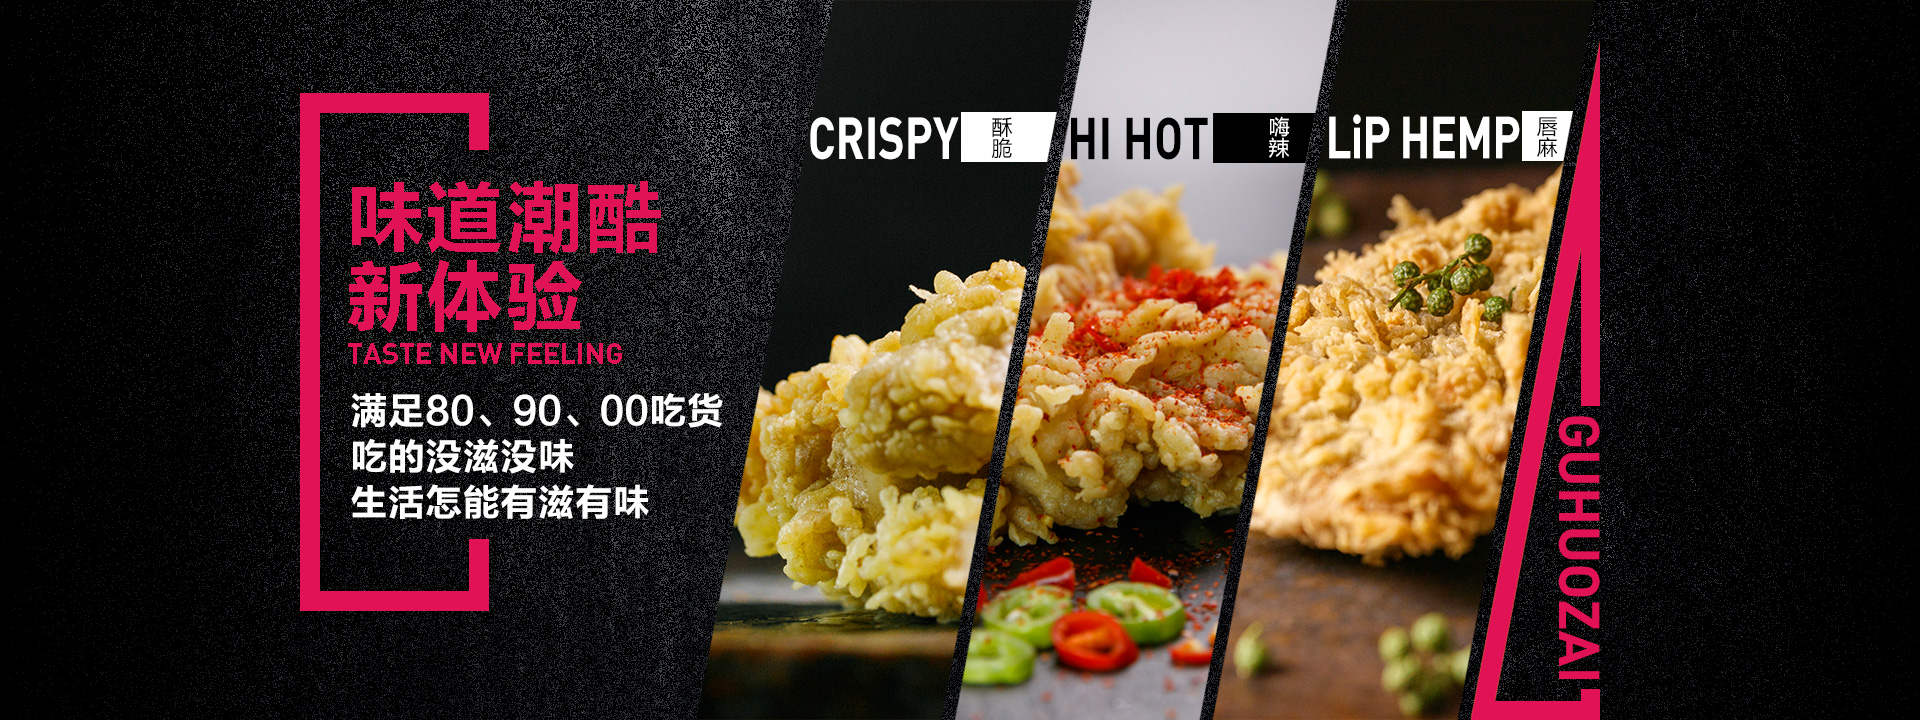 味道潮酷
新体验
TASTE NEW FEELING
满足80、90、00吃货
吃的没滋没味
生活怎能有滋有味
CRISPY 酥脆
HI HOT 嗨辣
LiP HEMP 唇麻
GUHUOZAI